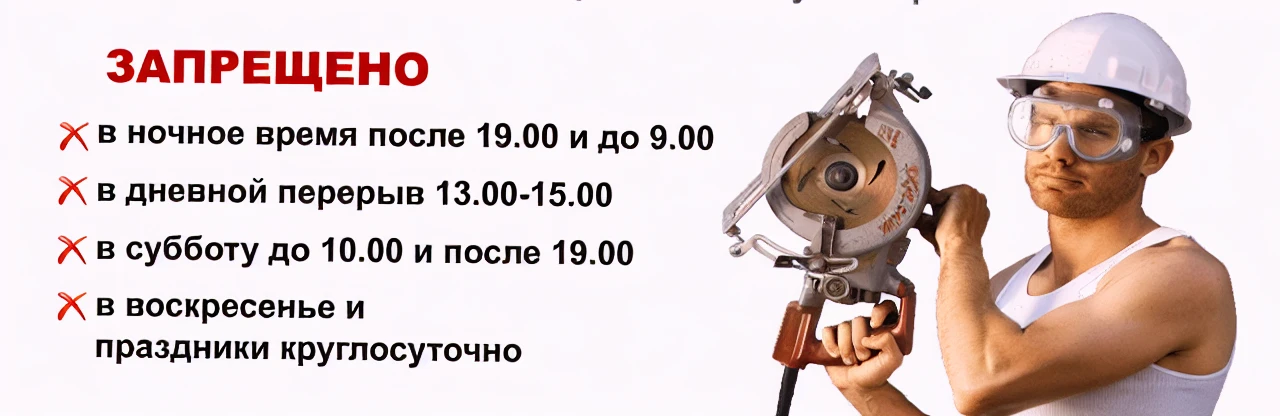 ЗАПРЕЩЕНО
в ночное время после 19.00 и до 9.00
в дневной перерыв 13.00-15.00
в субботу до 10.00 и после 19.00
в воскресенье и
праздники круглосуточно